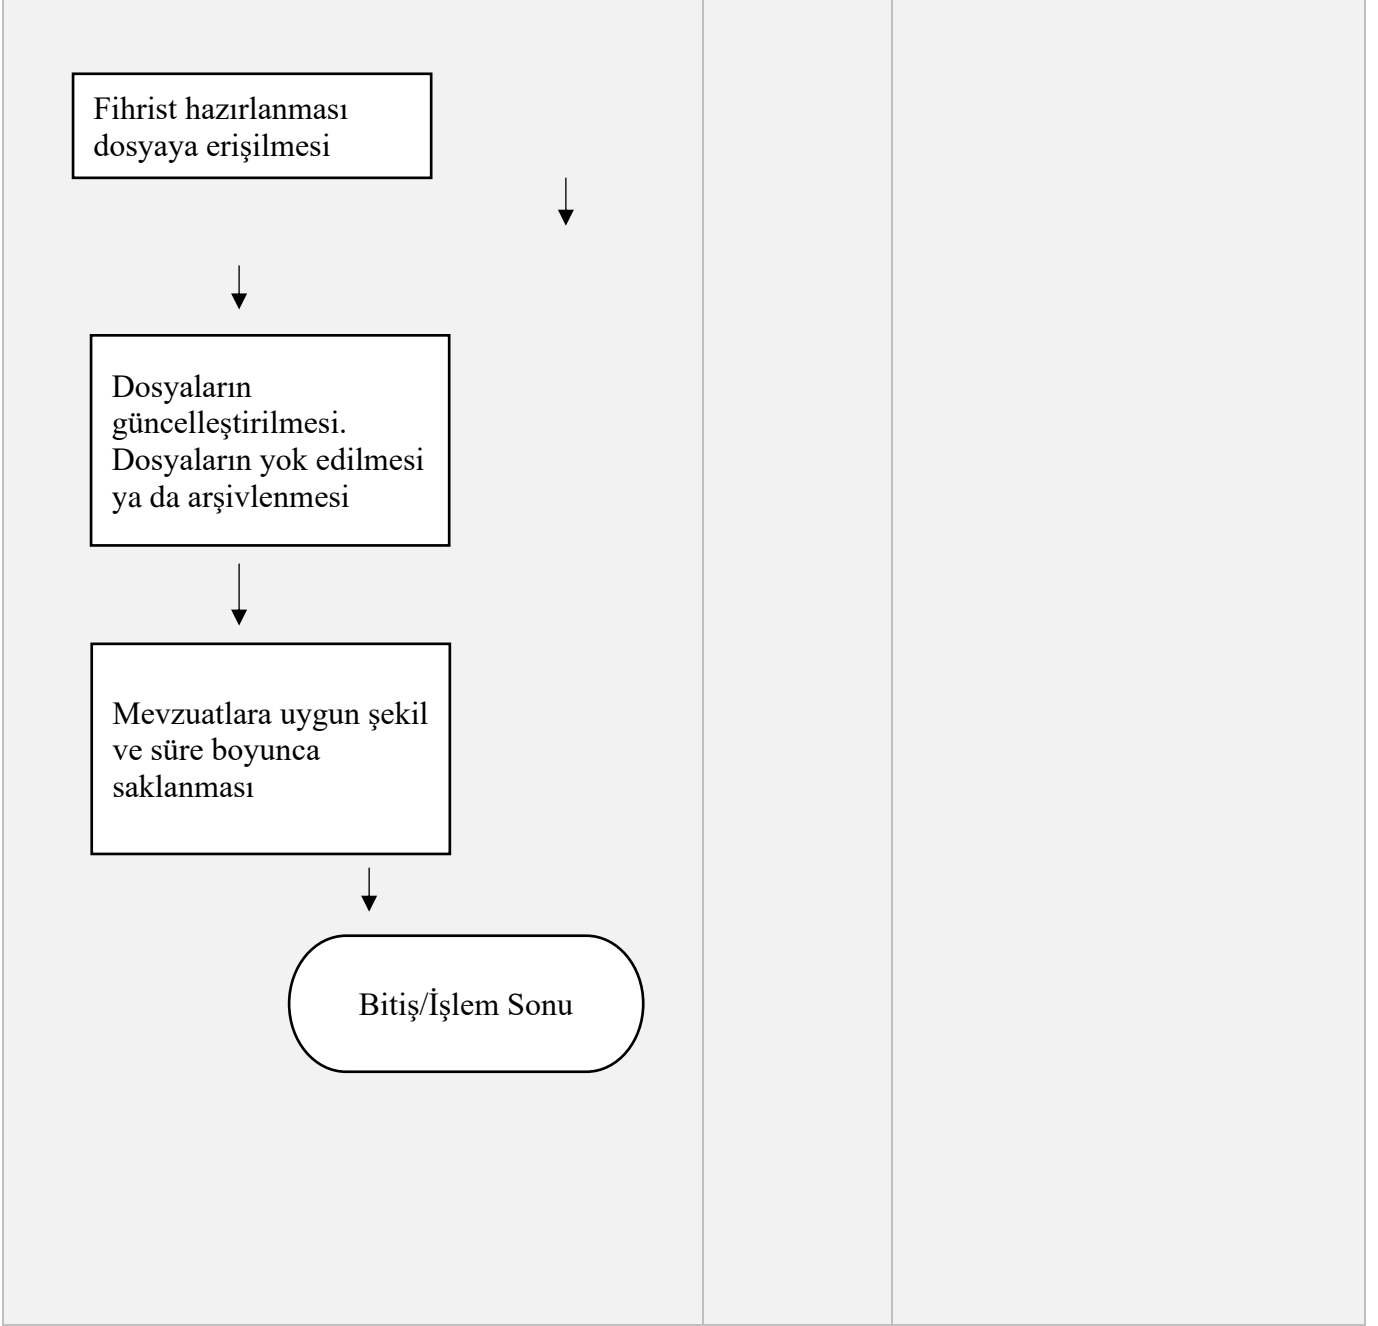 Fihrist hazırlanması
dosyaya erişilmesi
Dosyaların
güncelleştirilmesi.
Dosyaların yok edilmesi
ya da arşivlenmesi
Mevzuatlara uygun şekil
ve süre boyunca
saklanması
Bitiş/İşlem Sonu